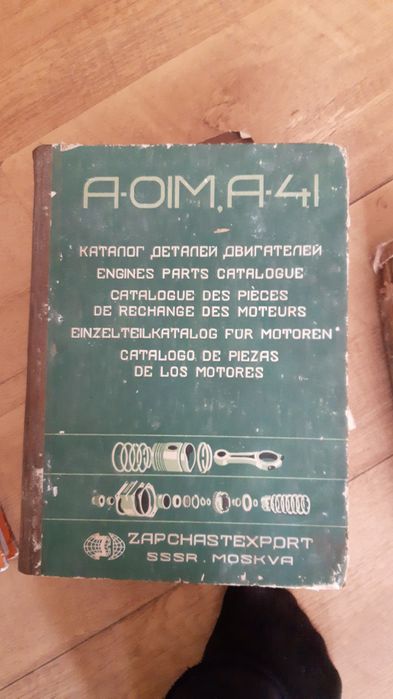 А-01М, А-41
КАТАЛОГ ДЕТАЛЕЙ ДВИГАТЕЛЕЙ
ENGINES PARTS CATALOGUE
CATALOGUE DES PIÈCES
DE RECHANGE DES MOTEURS
EINZELTEILKATALOG FÜR MOTOREN
CATALOGO DE PIEZAS
DE LOS MOTORES
ZAPCHASTEXPORT
SSSR. MOSKVA